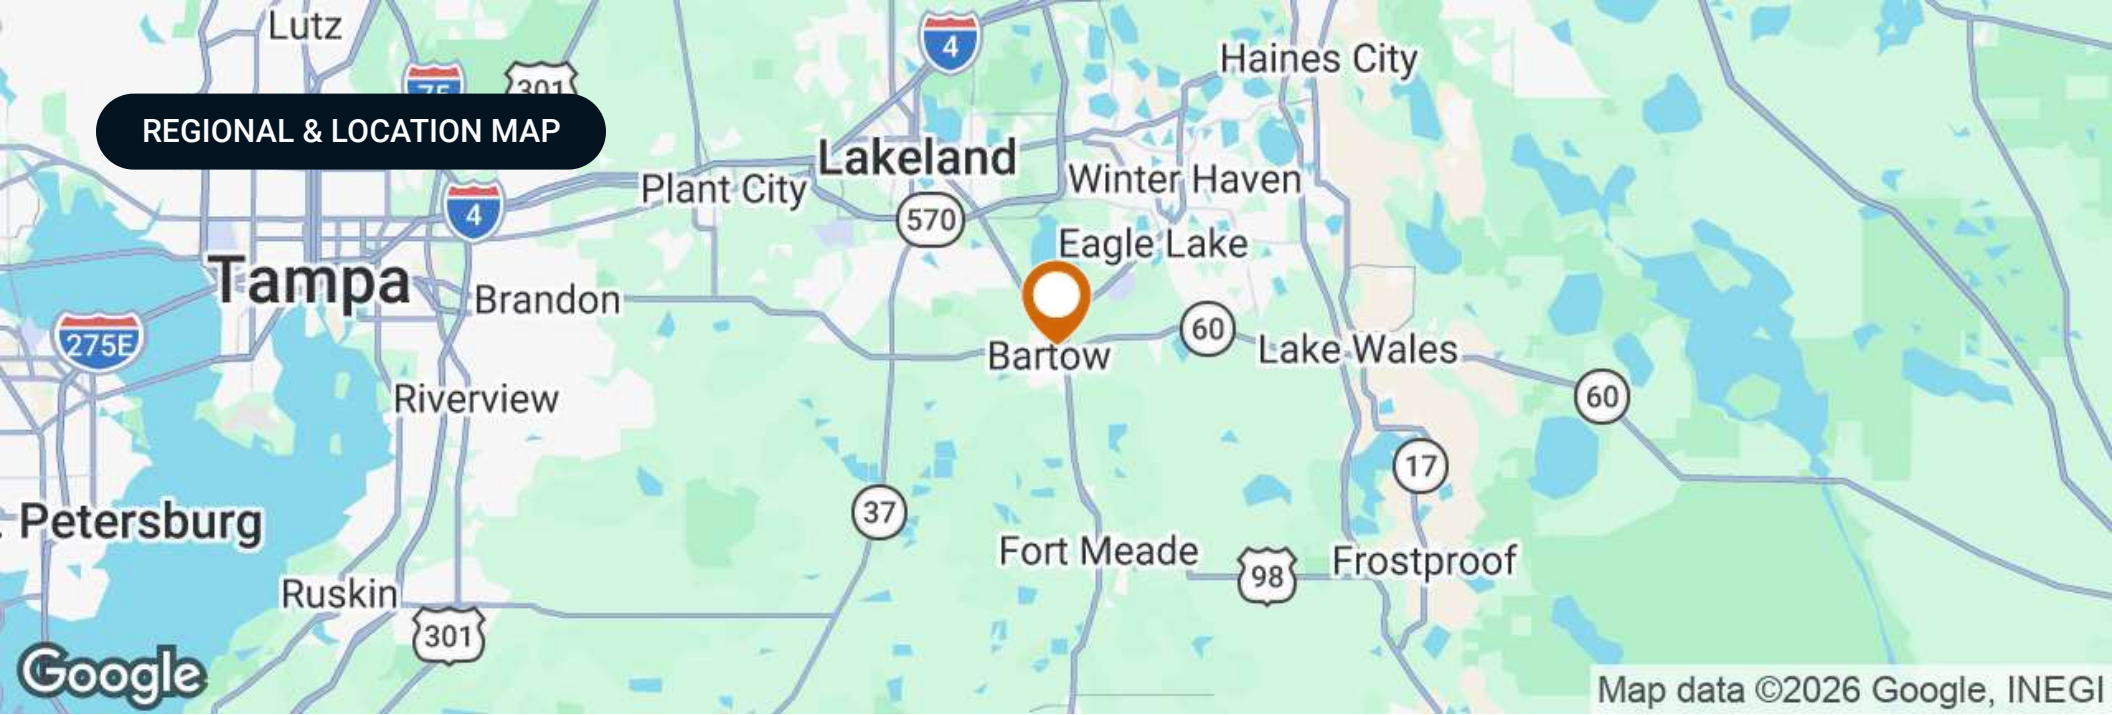 Lutz
4
Haines City
75
301
REGIONAL & LOCATION MAP
Lakeland
Plant City
Winter Haven
4
570
Eagle Lake
Tampa
Brandon
60
275E
Bartow
Lake Wales
Riverview
60
17
37
Petersburg
Fort Meade
98
Frostproof
Ruskin
301
Google
Map data ©2026 Google, INEGI